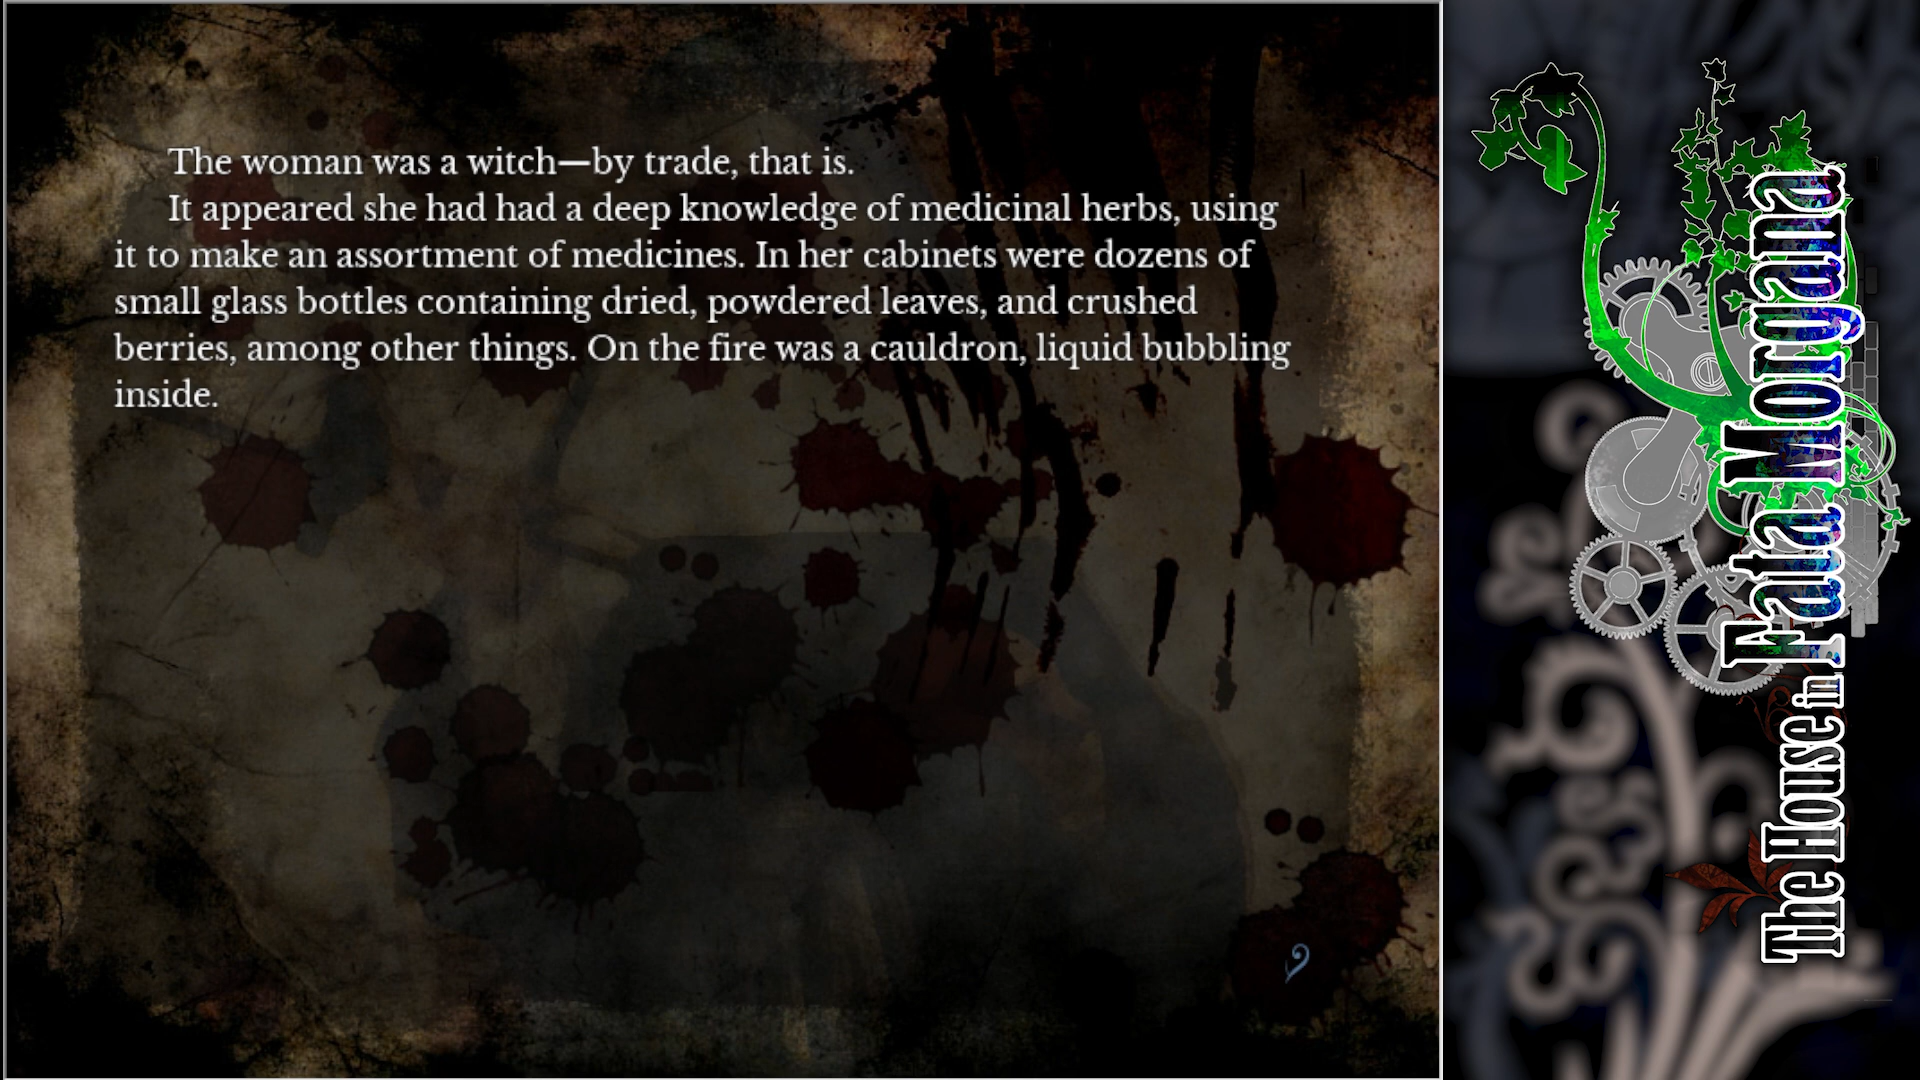 The woman was a witch—by trade, that is.
It appeared she had had a deep knowledge of medicinal herbs, using
it to make an assortment of medicines. In her cabinets were dozens of
small glass bottles containing dried, powdered leaves, and crushed
berries, among other things. On the fire was a cauldron, liquid bubbling
inside.
The House in Fata Morgana